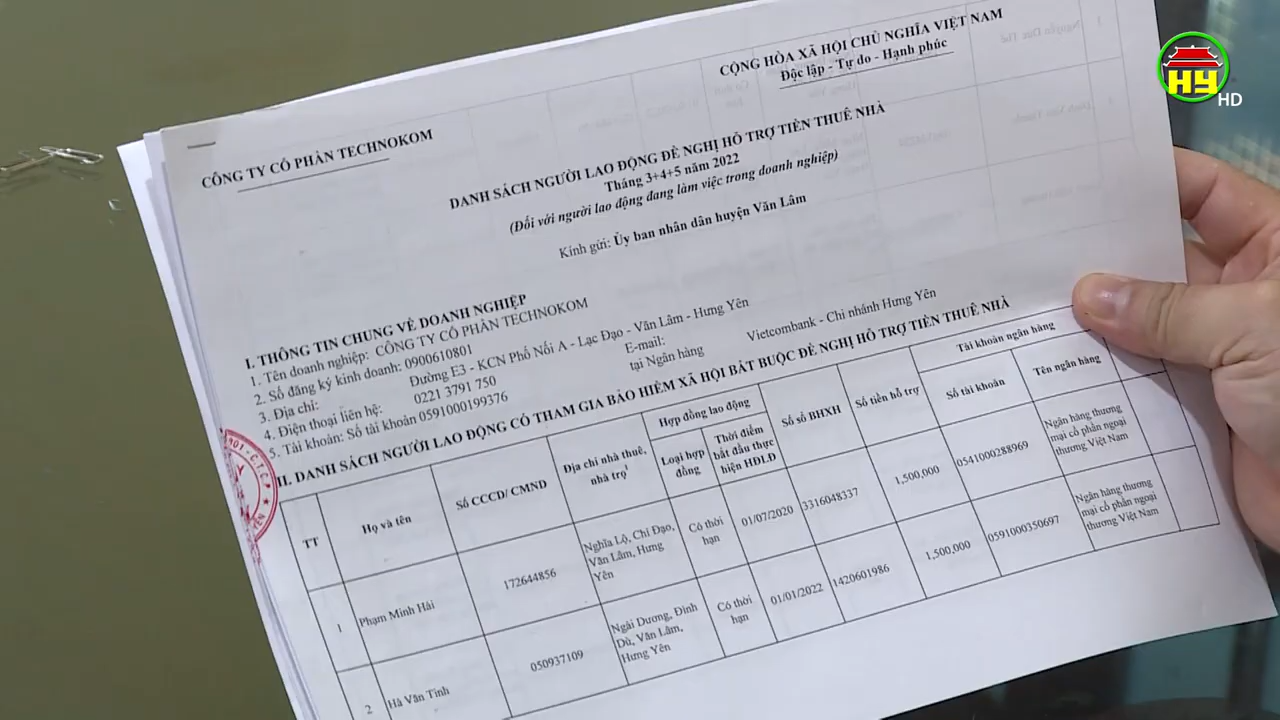 HY
HD
CỘNG HÒA XÃ HỘI CHỦ NGHĨA VIỆT NAM
Độc lập - Tự do - Hạnh phúc
CÔNG TY CỔ PHẦN TECHNOKOM
DANH SÁCH NGƯỜI LAO ĐỘNG ĐỀ NGHỊ HỖ TRỢ TIỀN THUÊ NHÀ
Tháng 3+4+5 năm 2022
(Đối với người lao động đang làm việc trong doanh nghiệp)
Kính gửi: Ủy ban nhân dân huyện Văn Lâm
I. THÔNG TIN CHUNG VỀ DOANH NGHIỆP
1. Tên doanh nghiệp: CÔNG TY CỔ PHẦN TECHNOKOM
2. Số đăng ký kinh doanh: 0900610801
3. Địa chỉ: Đường E3 - KCN Phố Nối A - Lạc Đạo - Văn Lâm - Hưng Yên
4. Điện thoại liên hệ: 0221 3791 750 E-mail:
5. Tài khoản: Số tài khoản 0591000199376 tại Ngân hàng Vietcombank - Chi nhánh Hưng Yên
II. DANH SÁCH NGƯỜI LAO ĐỘNG CÓ THAM GIA BẢO HIỂM XÃ HỘI BẮT BUỘC ĐỀ NGHỊ HỖ TRỢ TIỀN THUÊ NHÀ
TT
Họ và tên
Số CCCD/ CMND
Địa chỉ nhà thuê,
nhà trọ1
Hợp đồng lao động
Loại hợp
đồng
Thời điểm
bắt đầu thực
hiện HĐLĐ
Số sổ BHXH
Số tiền hỗ trợ
Tài khoản ngân hàng
Số tài khoản
Tên ngân hàng
1
Phạm Minh Hải
172644856
Nghĩa Lộ, Chỉ Đạo,
Văn Lâm, Hưng
Yên
Có thời
hạn
01/07/2020
3316048337
1,500,000
0541000288969
Ngân hàng thương
mại cổ phần ngoại
thương Việt Nam
2
Hà Văn Tình
050937109
Ngải Dương, Đình
Dù, Văn Lâm,
Hưng Yên
Có thời
hạn
01/01/2022
1420601986
1,500,000
0591000350697
Ngân hàng thương
mại cổ phần ngoại
thương Việt Nam